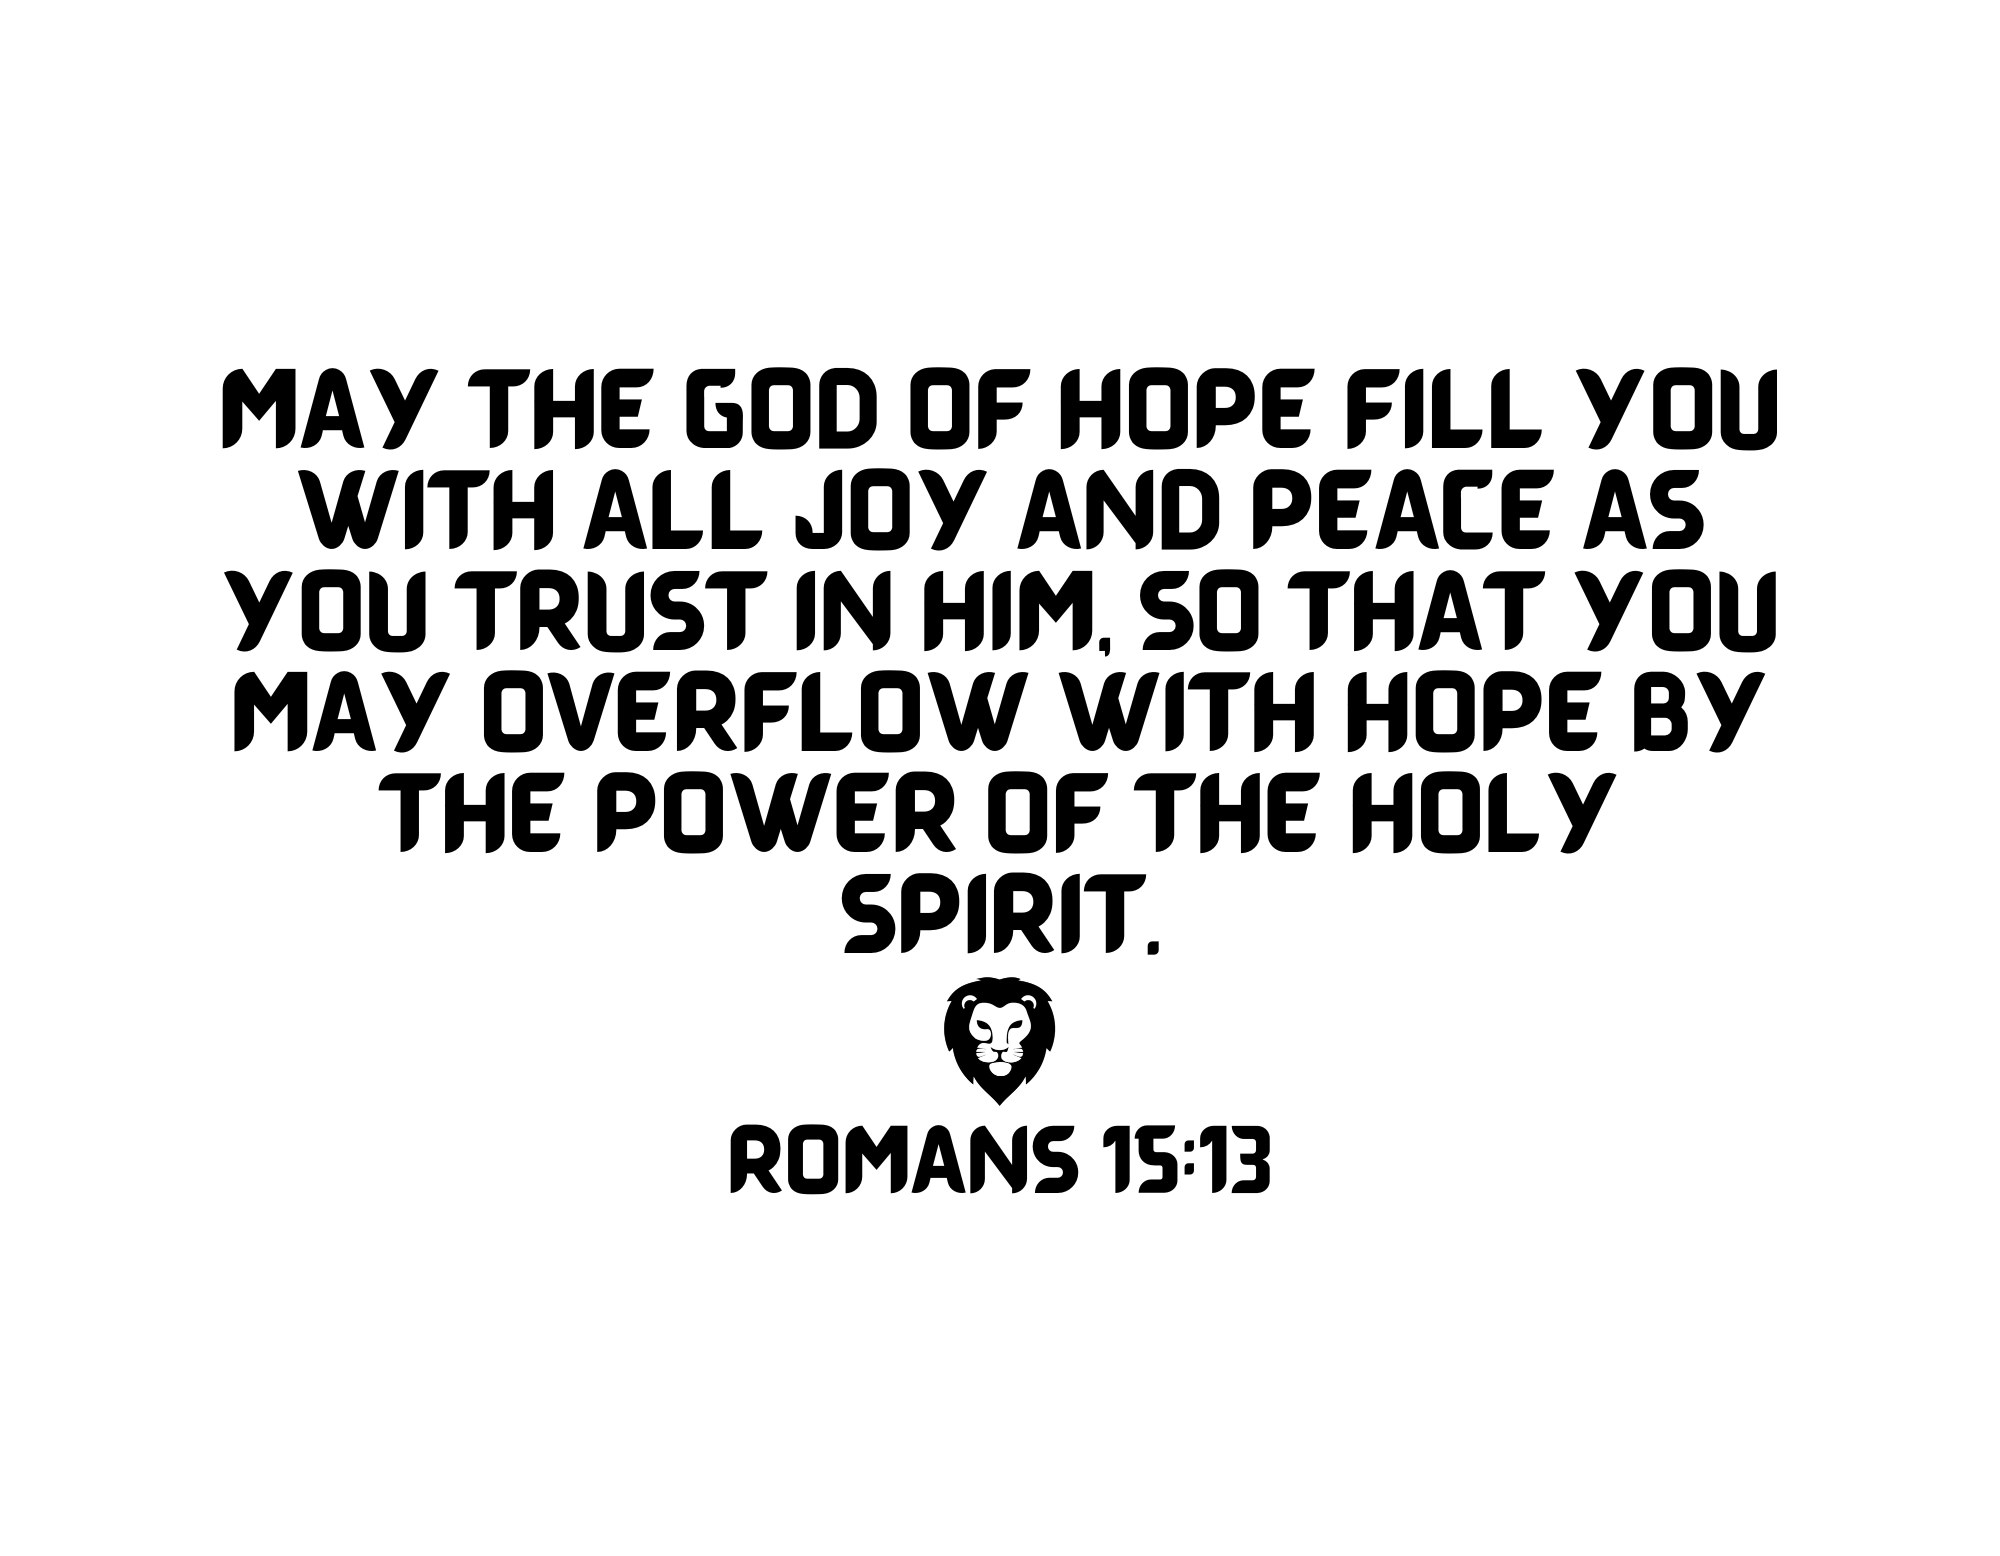 MAY THE GOD OF HOPE FILL YOU
WITH ALL JOY AND PEACE AS
YOU TRUST IN HIM, SO THAT YOU
MAY OVERFLOW WITH HOPE BY
THE POWER OF THE HOLY
SPIRIT.
ROMANS 15:13